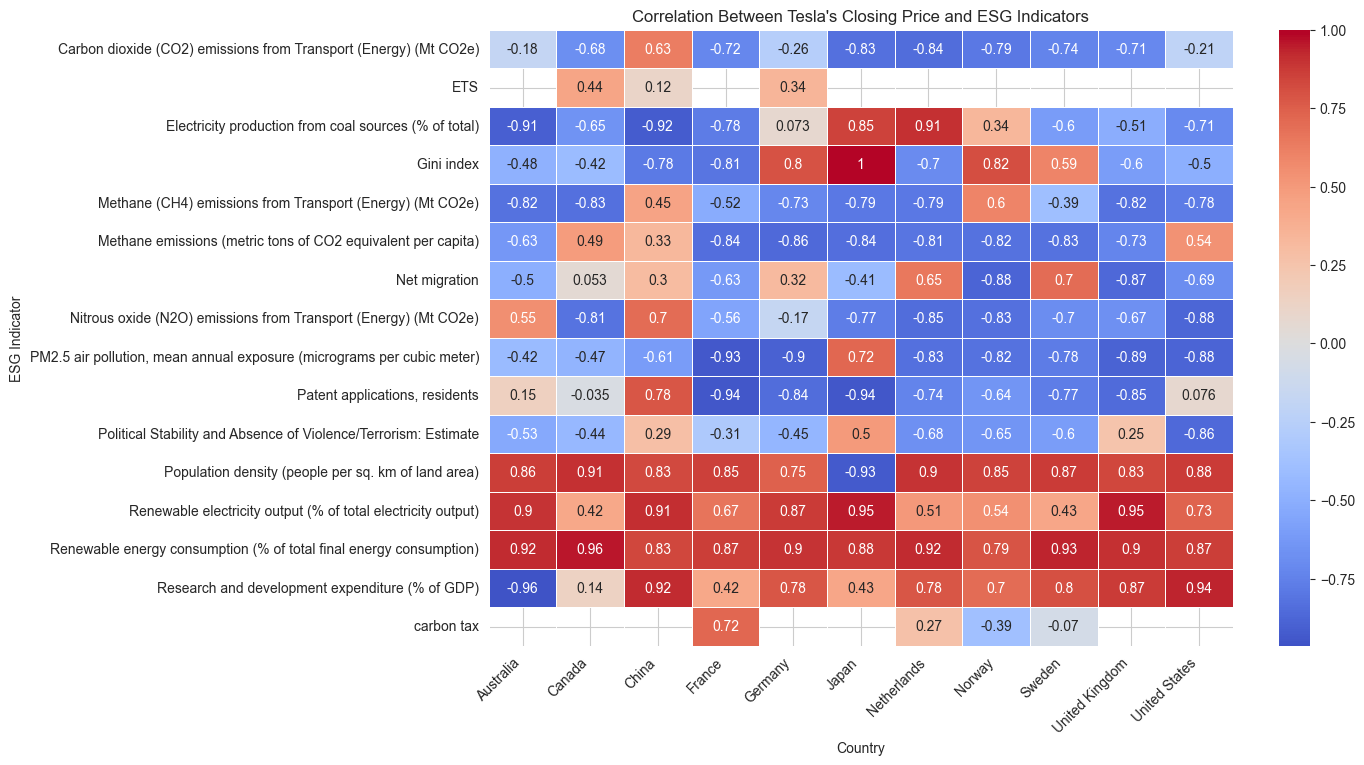 Correlation Between Tesla's Closing Price and ESG Indicators
Carbon dioxide (CO2) emissions from Transport (Energy) (Mt CO2e) -0.18 -0.68 0.63 -0.72 -0.26 -0.83 -0.84 -0.79 -0.74 -0.71 -0.21
ETS 0.44 0.12 0.34
Electricity production from coal sources (% of total) -0.91 -0.65 -0.92 -0.78 0.073 0.85 0.91 0.34 -0.6 -0.51 -0.71
Gini index -0.48 -0.42 -0.78 -0.81 0.8 1 -0.7 0.82 0.59 -0.6 -0.5
Methane (CH4) emissions from Transport (Energy) (Mt CO2e) -0.82 -0.83 0.45 -0.52 -0.73 -0.79 -0.79 0.6 -0.39 -0.82 -0.78
Methane emissions (metric tons of CO2 equivalent per capita) -0.63 0.49 0.33 -0.84 -0.86 -0.84 -0.81 -0.82 -0.83 -0.73 0.54
Net migration -0.5 0.053 0.3 -0.63 0.32 -0.41 0.65 -0.88 0.7 -0.87 -0.69
Nitrous oxide (N2O) emissions from Transport (Energy) (Mt CO2e) 0.55 -0.81 0.7 -0.56 -0.17 -0.77 -0.85 -0.83 -0.7 -0.67 -0.88
PM2.5 air pollution, mean annual exposure (micrograms per cubic meter) -0.42 -0.47 -0.61 -0.93 -0.9 0.72 -0.83 -0.82 -0.78 -0.89 -0.88
Patent applications, residents 0.15 -0.035 0.78 -0.94 -0.84 -0.94 -0.74 -0.64 -0.77 -0.85 0.076
Political Stability and Absence of Violence/Terrorism: Estimate -0.53 -0.44 0.29 -0.31 -0.45 0.5 -0.68 -0.65 -0.6 0.25 -0.86
Population density (people per sq. km of land area) 0.86 0.91 0.83 0.85 0.75 -0.93 0.9 0.85 0.87 0.83 0.88
Renewable electricity output (% of total electricity output) 0.9 0.42 0.91 0.67 0.87 0.95 0.51 0.54 0.43 0.95 0.73
Renewable energy consumption (% of total final energy consumption) 0.92 0.96 0.83 0.87 0.9 0.88 0.92 0.79 0.93 0.9 0.87
Research and development expenditure (% of GDP) -0.96 0.14 0.92 0.42 0.78 0.43 0.78 0.7 0.8 0.87 0.94
carbon tax 0.72 0.27 -0.39 -0.07
ESG Indicator
Australia
Canada
China
France
Germany
Japan
Netherlands
Norway
Sweden
United Kingdom
United States
Country
1.00
0.75
0.50
0.25
0.00
−0.25
−0.50
−0.75